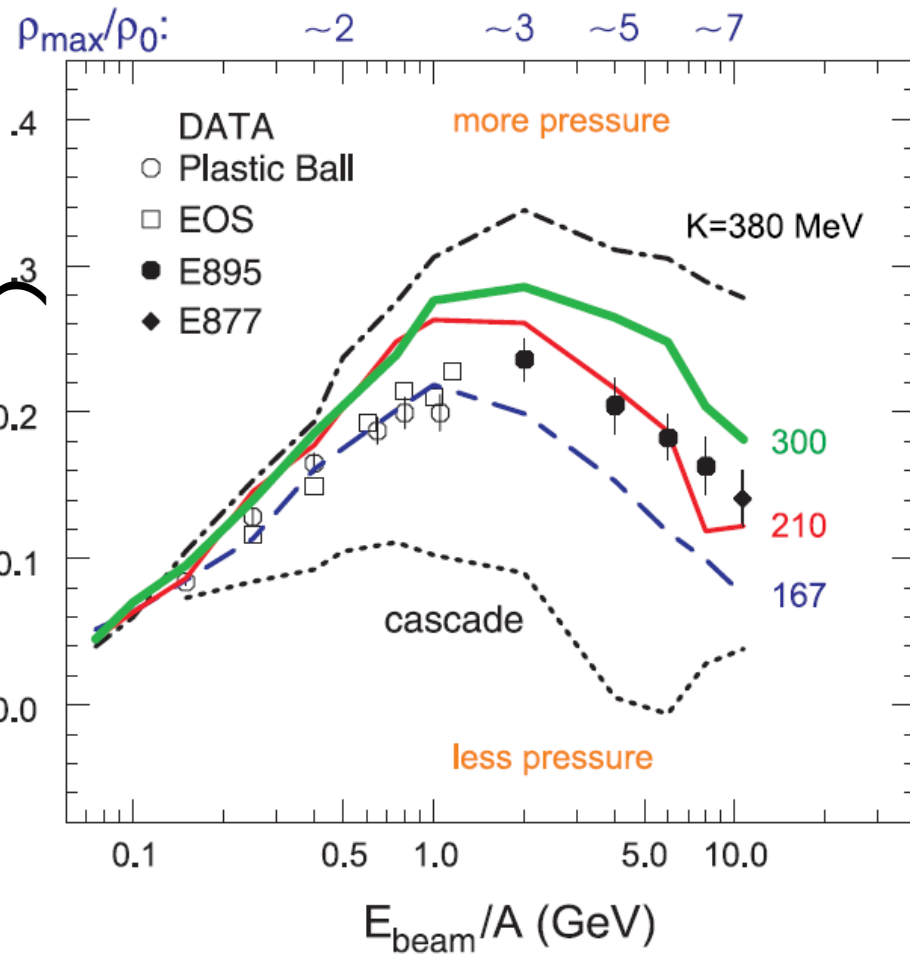 ρmax/ρ0: ~2 ~3 ~5 ~7
.4
more pressure
DATA
Plastic Ball
EOS
E895
E877
K=380 MeV
.3
)
0.2
300
210
0.1
167
cascade
0.0
less pressure
0.1 0.5 1.0 5.0 10.0
Ebeam/A (GeV)